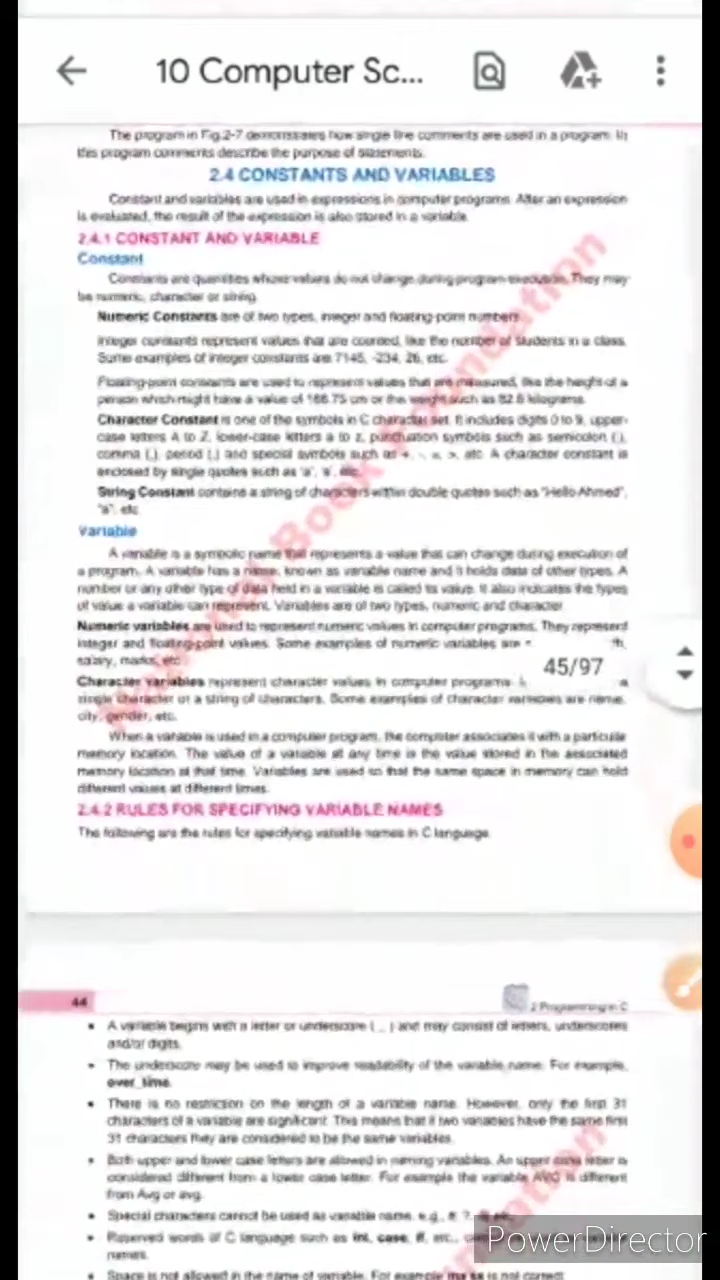 10 Computer Sc...
The program in Fig.2-7 demonstrates how single line comments are used in a program. In
this program comments describe the purpose of statements.
2.4 CONSTANTS AND VARIABLES
Constant and variables are used in expressions in computer programs. After an expression
is evaluated, the result of the expression is also stored in a variable.
2.4.1 CONSTANT AND VARIABLE
Constant
Constants are quantities whose values do not change during program execution. They may
be numeric, character or string.
Numeric Constants are of two types, integer and floating-point numbers.
Integer constants represent values that are counted, like the number of students in a class.
Some examples of integer constants are 7145, -234, 26, etc.
Floating-point constants are used to represent values that are measured, like the height of a
person which might have a value of 166.75 cm or the weight such as 62.8 kilograms.
Character Constant is one of the symbols in C character set. It includes digits 0 to 9, upper-
case letters A to Z, lower-case letters a to z, punctuation symbols such as semicolon (;),
comma (,), period (.) and special symbols such as +, -, =, >, etc. A character constant is
enclosed by single quotes such as 'a', etc.
String Constant contains a string of characters within double quotes such as "Hello Ahmed",
"a", etc
Variable
A variable is a symbolic name that represents a value that can change during execution of
a program. A variable has a name, known as variable name and it holds data of other types. A
number or any other type of data held in a variable is called its value. It also indicates the types
of value a variable can represent. Variables are of two types, numeric and character.
Numeric variables are used to represent numeric values in computer programs. They represent
integer and floating-point values. Some examples of numeric variables are
salary, marks, etc
45/97
Character variables represent character values in computer programs. a
single character or a string of characters. Some examples of character variables are name,
city, gender, etc.
When a variable is used in a computer program, the computer associates it with a particular
memory location. The value of a variable at any time is the value stored in the associated
memory location at that time. Variables are used so that the same space in memory can hold
different values at different times.
2.4.2 RULES FOR SPECIFYING VARIABLE NAMES
The following are the rules for specifying variable names in C language.
Book Foundation
44
2 Programming in C
• A variable begins with a letter or underscore ( _ ) and may consist of letters, underscores
and/or digits.
• The underscore may be used to improve readability of the variable name. For example,
over_time.
• There is no restriction on the length of a variable name. However, only the first 31
characters of a variable are significant. This means that if two variables have the same first
31 characters they are considered to be the same variables.
• Both upper and lower case letters are allowed in naming variables. An upper case letter is
considered different from a lower case letter. For example the variable AVG is different
from Avg or avg.
• Special characters cannot be used as variable name. e.g., #, ?,
• Reserved words of C language such as int, case, if, etc.,
names.
• Space is not allowed in the name of variable. For example is not correct
PowerDirector